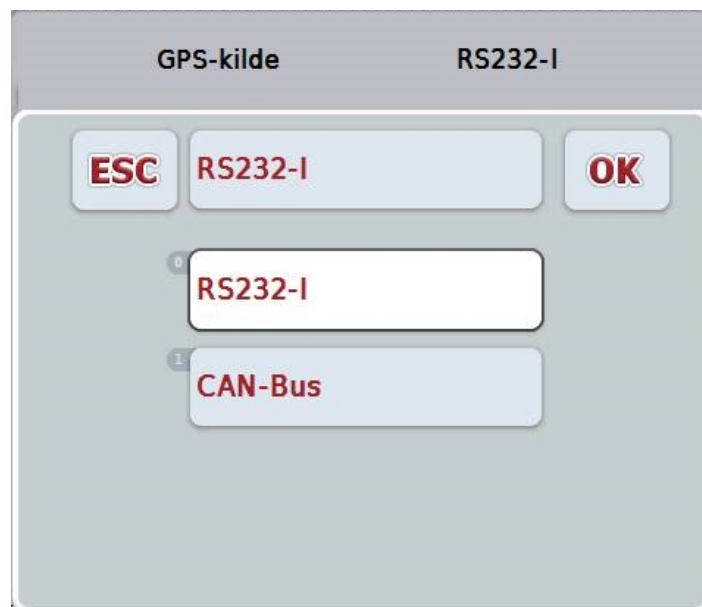 GPS-kilde RS232-I
ESC RS232-I OK
0
RS232-I
1
CAN-Bus